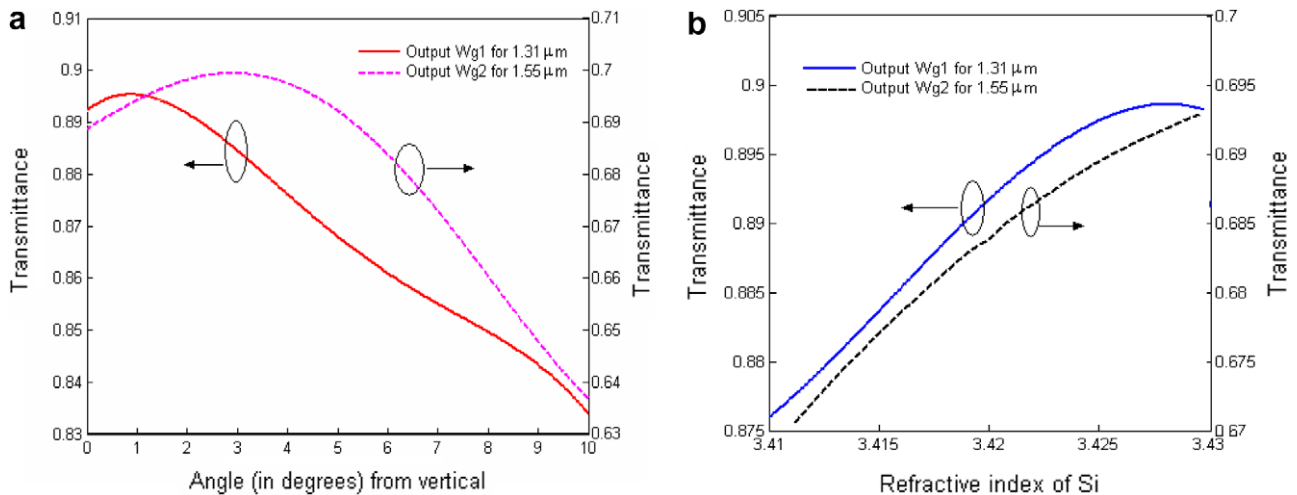 a
Transmittance
0.91
0.9
0.89
0.88
0.87
0.86
0.85
0.84
0.83
Output Wg1 for 1.31 μm
Output Wg2 for 1.55 μm
0.71
0.7
0.69
0.68
0.67
0.66
0.65
0.64
0.63
Transmittance
0 1 2 3 4 5 6 7 8 9 10
Angle (in degrees) from vertical
b
Transmittance
0.905
0.9
0.895
0.89
0.885
0.88
0.875
Output Wg1 for 1.31 μm
Output Wg2 for 1.55 μm
0.7
0.695
0.69
0.685
0.68
0.675
0.67
Transmittance
3.41 3.415 3.42 3.425 3.43
Refractive index of Si